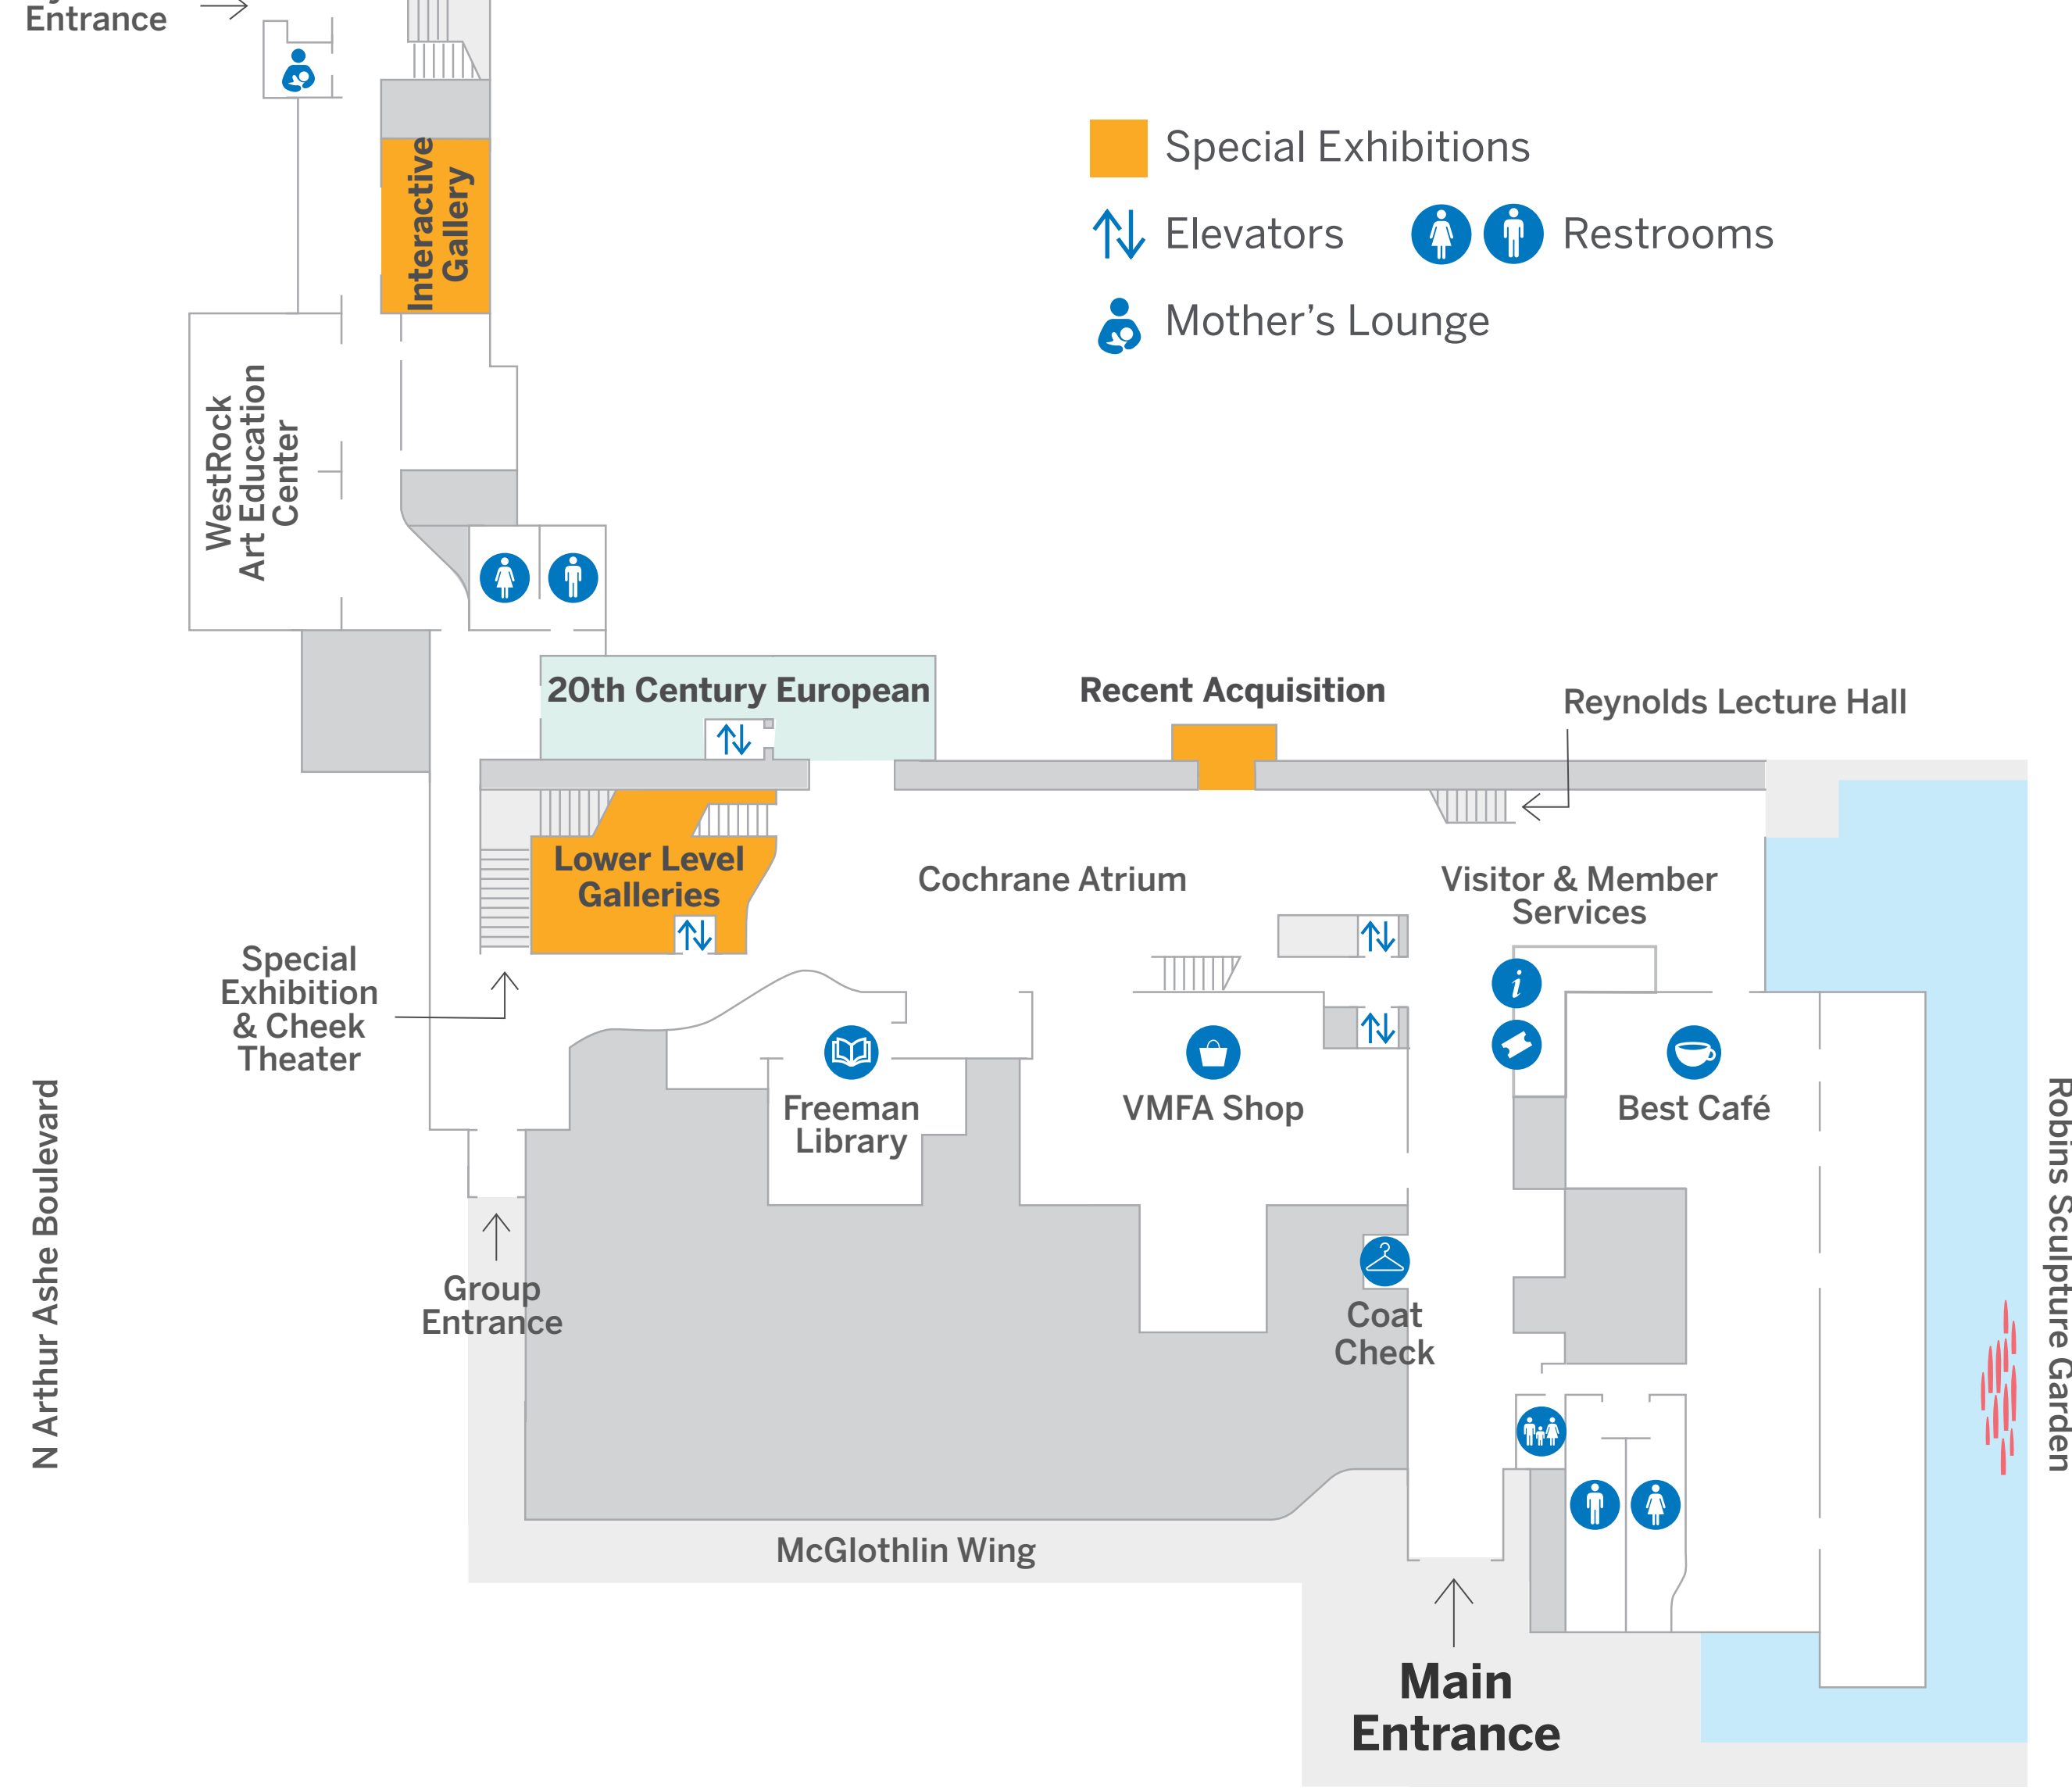 Entrance
Special Exhibitions
Elevators
Restrooms
Mother's Lounge
Interactive
Gallery
WestRock
Art Education
Center
20th Century European
Recent Acquisition
Reynolds Lecture Hall
Lower Level
Galleries
Cochrane Atrium
Visitor & Member
Services
Special
Exhibition
& Cheek
Theater
i
Freeman
Library
VMFA Shop
Best Café
N Arthur Ashe Boulevard
Robins Sculpture Garden
Group
Entrance
Coat
Check
McGlothlin Wing
Main
Entrance